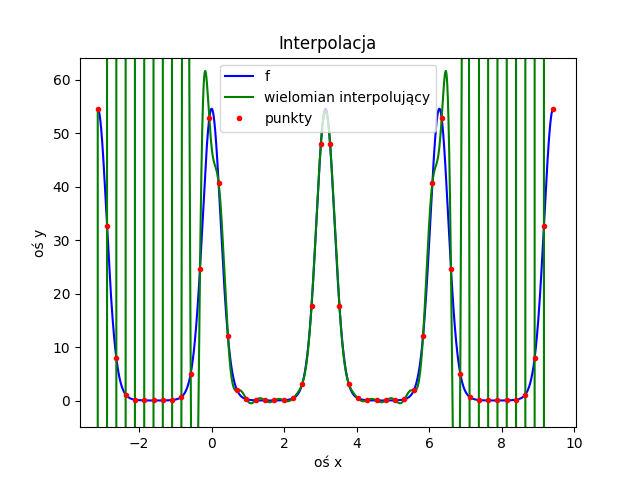 Interpolacja
f
wielomian interpolujący
punkty
oś y
60
50
40
30
20
10
0
−2
0
2
4
6
8
10
oś x